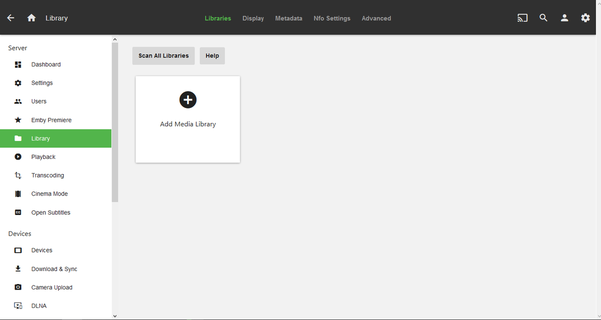 Library
Libraries Display Metadata Nfo Settings Advanced
Server
Dashboard
Settings
Users
Emby Premiere
Library
Playback
Transcoding
Cinema Mode
Open Subtitles
Devices
Devices
Download & Sync
Camera Upload
DLNA
Scan All Libraries Help
Add Media Library